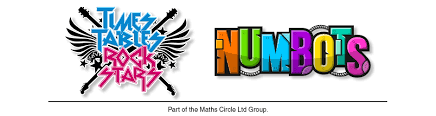 TIMES
TABLES
ROCK
STARS
NUMBOTS
Part of the Maths Circle Ltd Group.